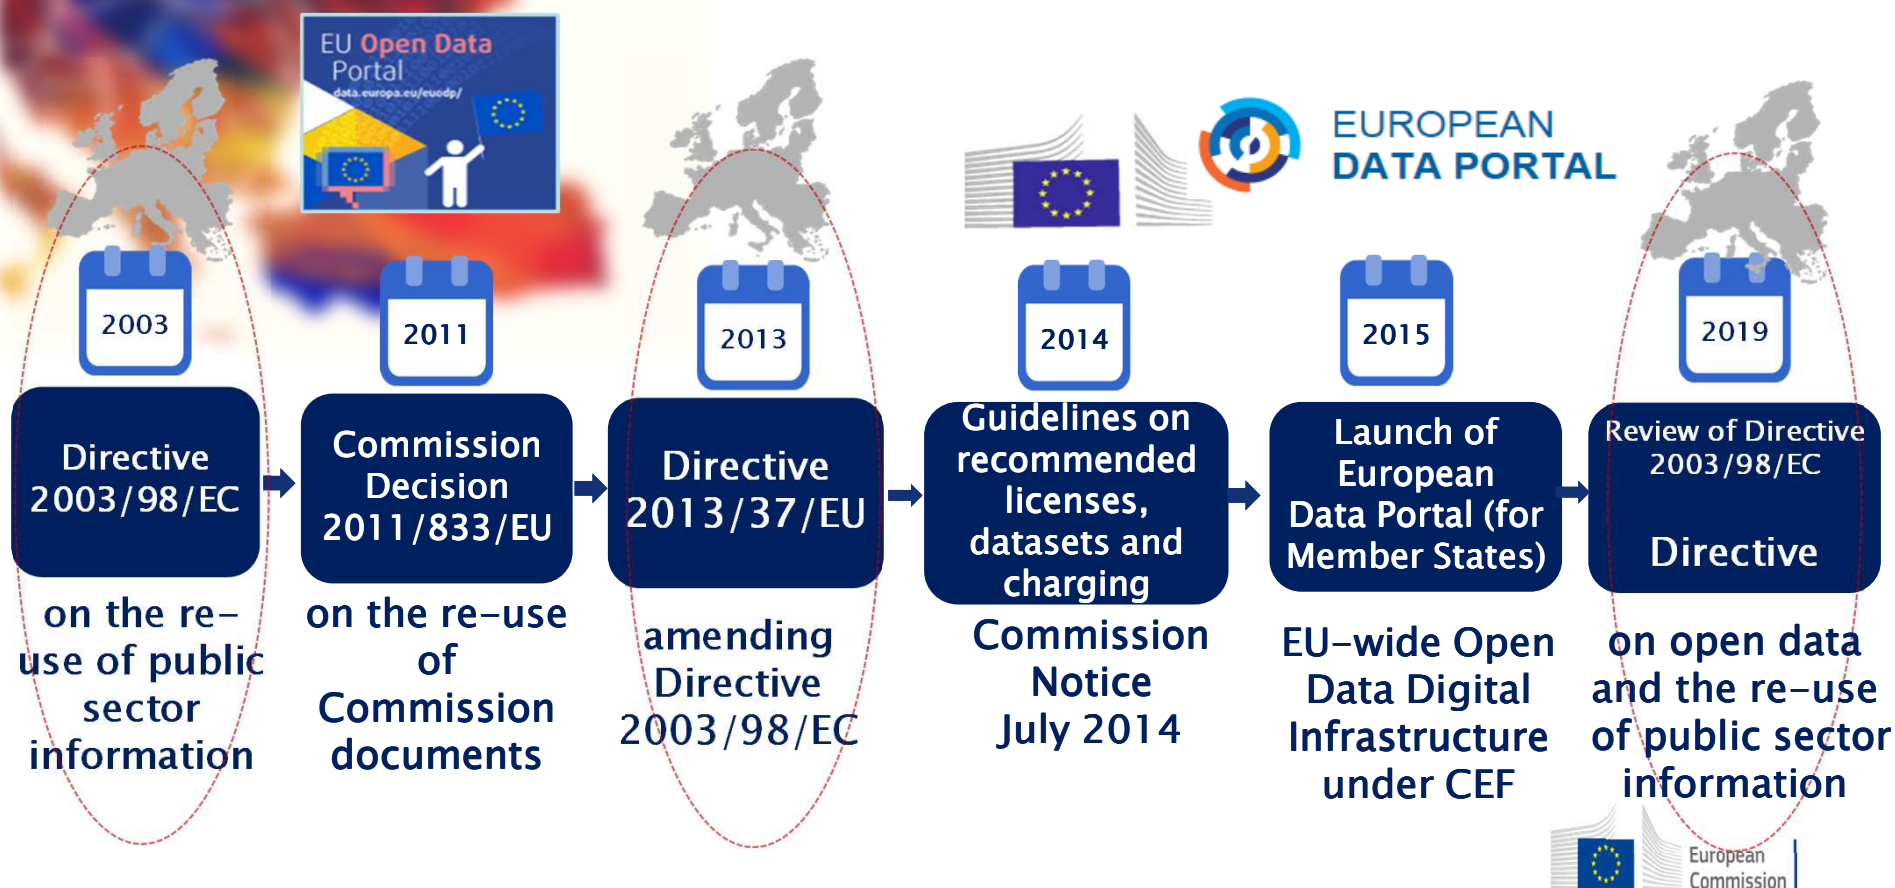 EU Open Data
Portal
data.europa.eu/euodp/
EUROPEAN
DATA PORTAL
2003
Directive
2003/98/EC
on the re-
use of public
sector
information
2011
Commission
Decision
2011/833/EU
on the re-use
of
Commission
documents
2013
Directive
2013/37/EU
amending
Directive
2003/98/EC
2014
Guidelines on
recommended
licenses,
datasets and
charging
Commission
Notice
July 2014
2015
Launch of
European
Data Portal (for
Member States)
EU-wide Open
Data Digital
Infrastructure
under CEF
2019
Review of Directive
2003/98/EC
Directive
on open data
and the re-use
of public sector
information
European
Commission